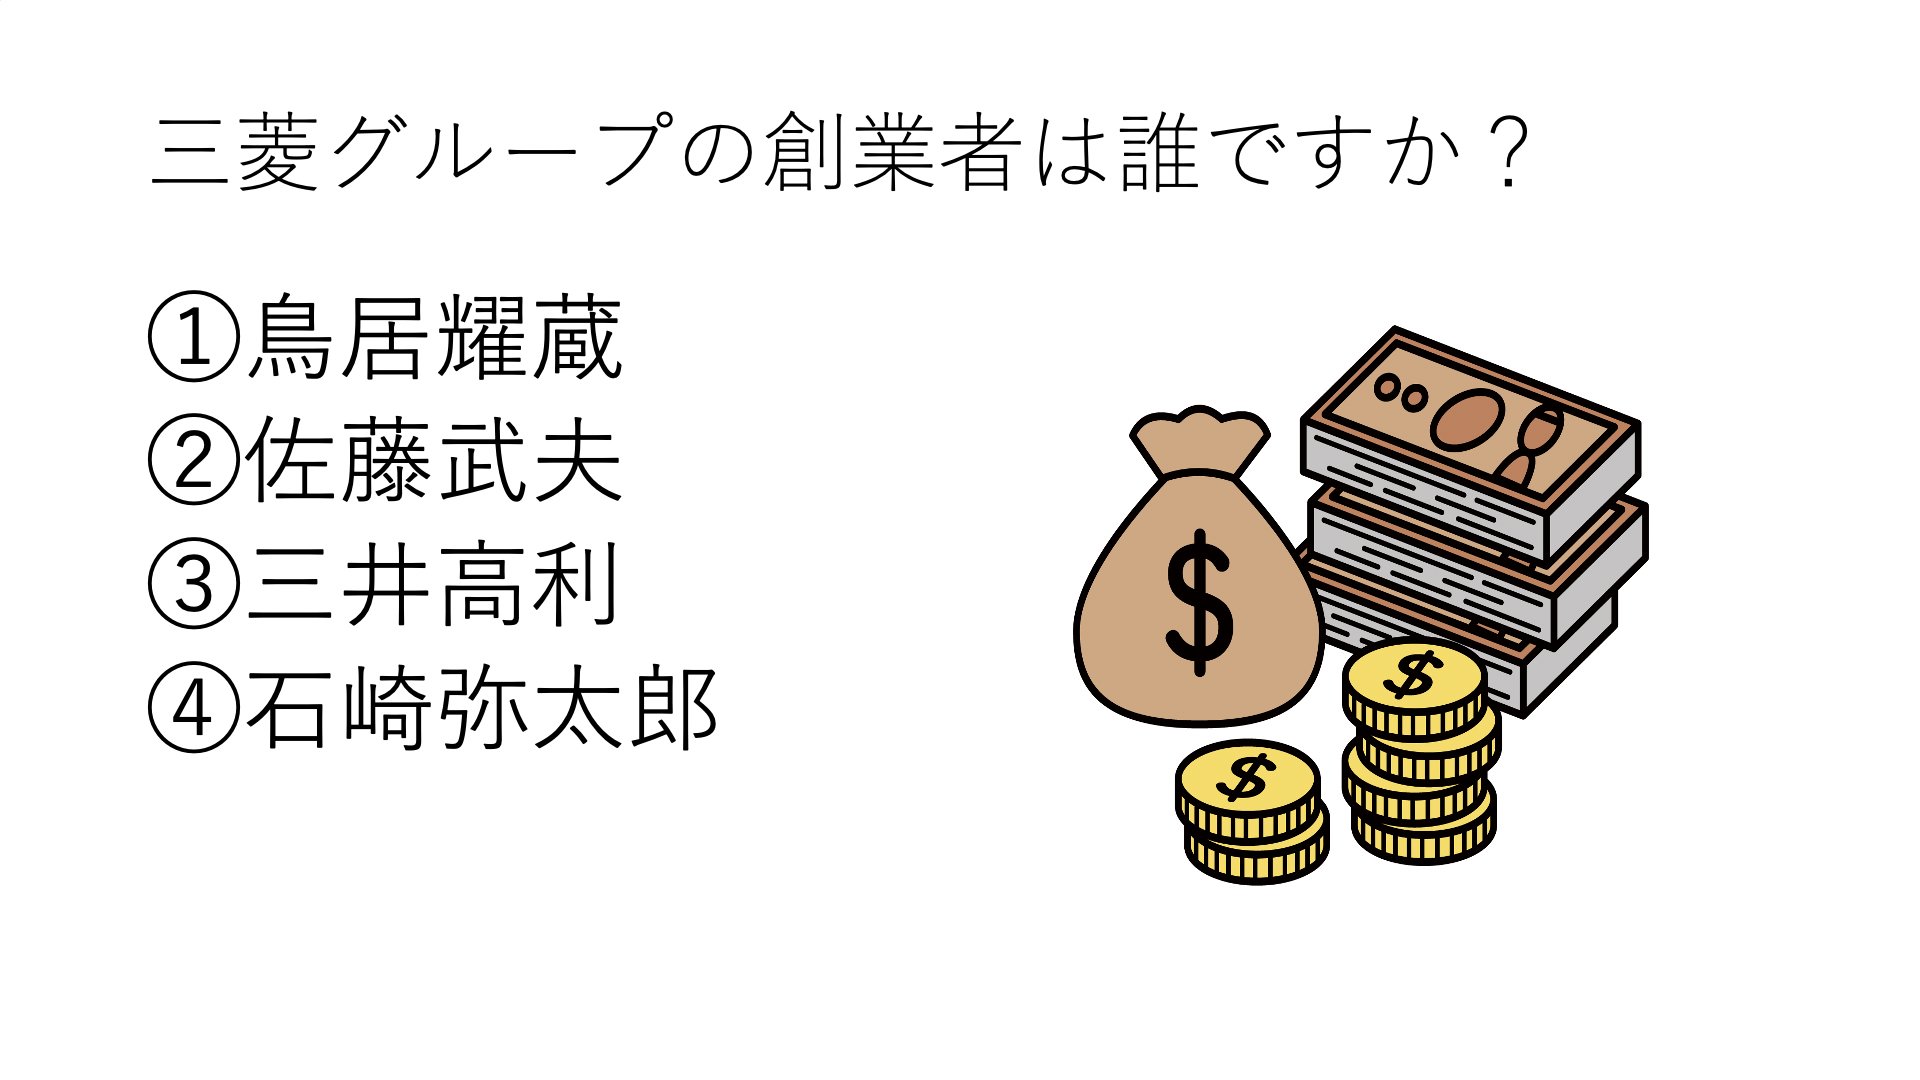 三菱グループの創業者は誰ですか？
①鳥居耀蔵
②佐藤武夫
③三井高利
④石崎弥太郎
$
$
$